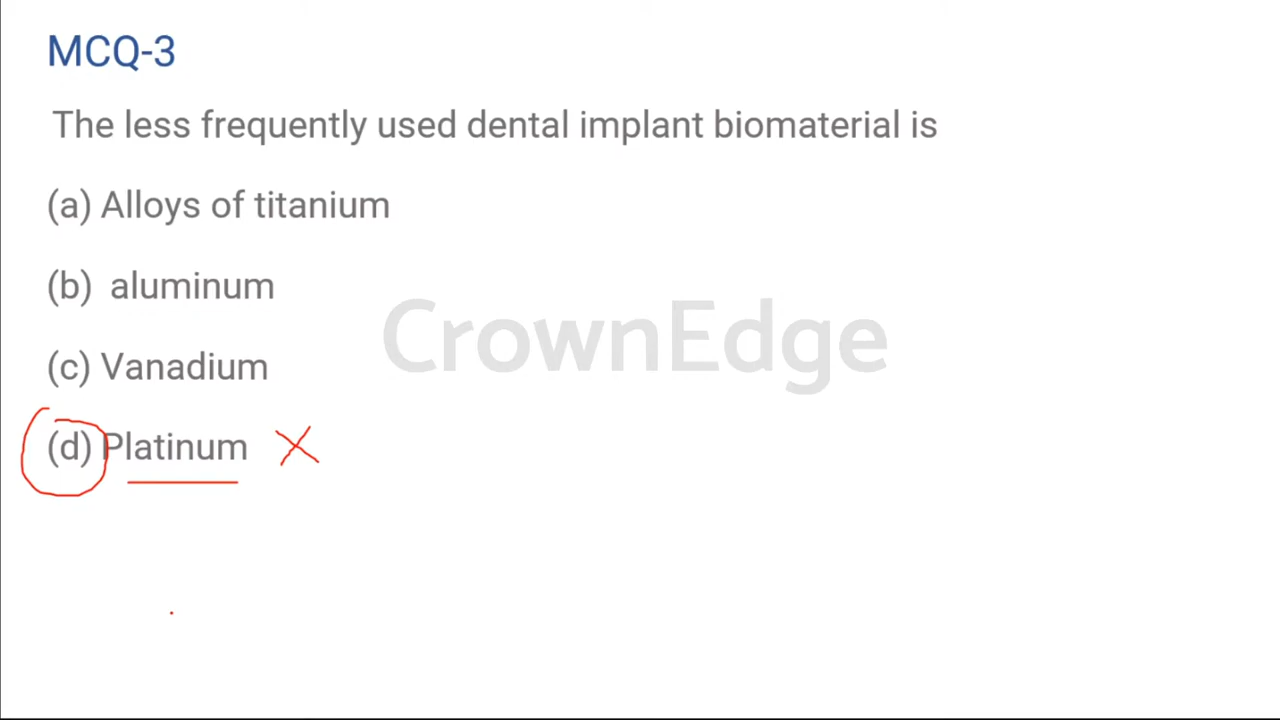 MCQ-3
The less frequently used dental implant biomaterial is
(a) Alloys of titanium
(b) aluminum
CrownEdge
(c) Vanadium
(d) Platinum